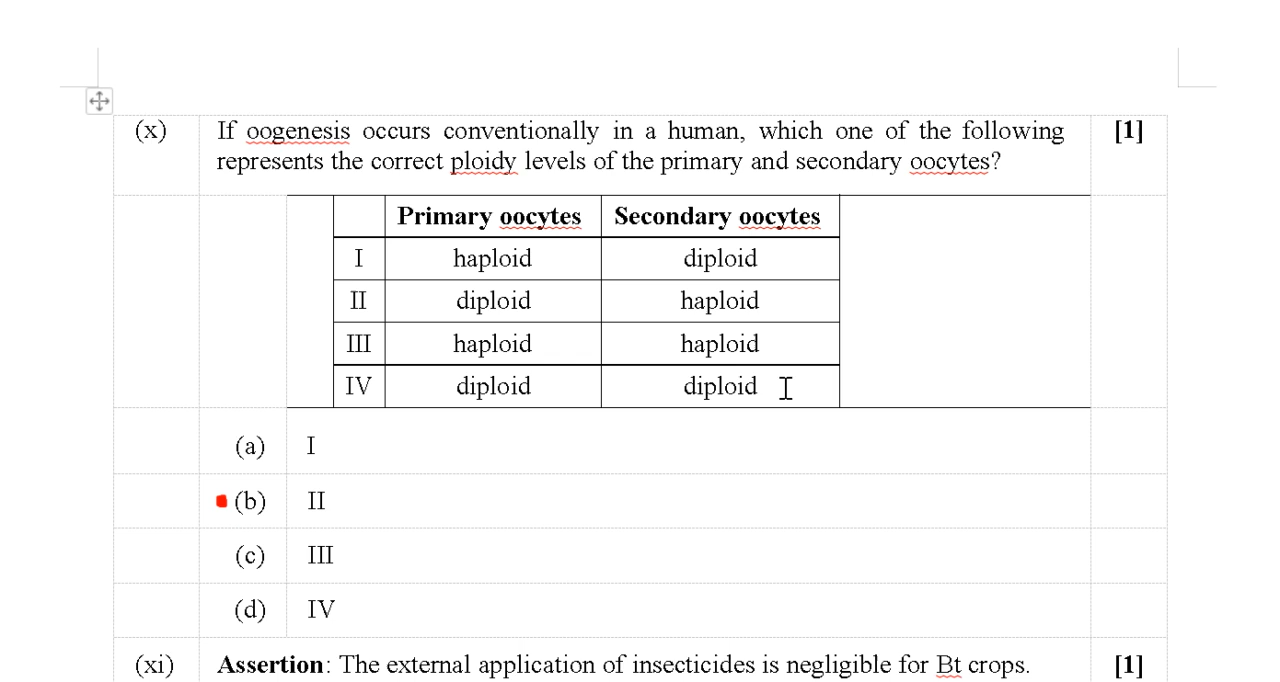 (x) If oogenesis occurs conventionally in a human, which one of the following [1]
represents the correct ploidy levels of the primary and secondary oocytes?
Primary oocytes Secondary oocytes
I haploid diploid
II diploid haploid
III haploid haploid
IV diploid diploid
(a) I
(b) II
(c) III
(d) IV
(xi) Assertion: The external application of insecticides is negligible for Bt crops. [1]